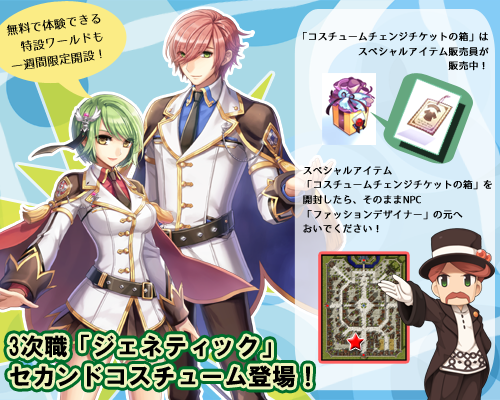 無料で体験できる
特設ワールドも
一週間限定開設！
「コスチュームチェンジチケットの箱」は
スペシャルアイテム販売員が
販売中！
スペシャルアイテム
「コスチュームチェンジチケットの箱」を
開封したら、そのままNPC
「ファッションデザイナー」の元へ
おいでください！
3次職「ジェネティック」
セカンドコスチューム登場！